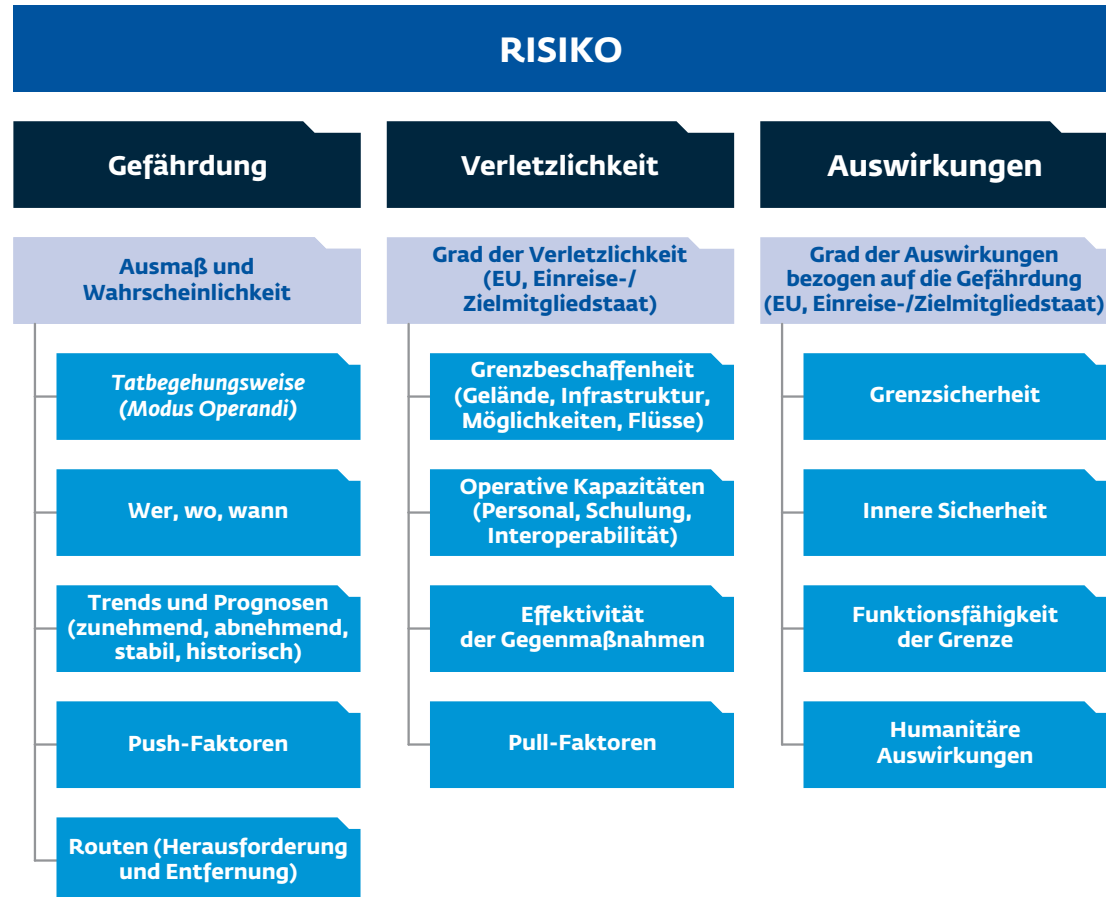 RISIKO
Gefährdung
Ausmaß und
Wahrscheinlichkeit
Tatbegehungsweise
(Modus Operandi)
Wer, wo, wann
Trends und Prognosen
(zunehmend, abnehmend,
stabil, historisch)
Push-Faktoren
Routen (Herausforderung
und Entfernung)
Verletzlichkeit
Grad der Verletzlichkeit
(EU, Einreise-/
Zielmitgliedstaat)
Grenzbeschaffenheit
(Gelände, Infrastruktur,
Möglichkeiten, Flüsse)
Operative Kapazitäten
(Personal, Schulung,
Interoperabilität)
Effektivität
der Gegenmaßnahmen
Pull-Faktoren
Auswirkungen
Grad der Auswirkungen
bezogen auf die Gefährdung
(EU, Einreise-/Zielmitgliedstaat)
Grenzsicherheit
Innere Sicherheit
Funktionsfähigkeit
der Grenze
Humanitäre
Auswirkungen